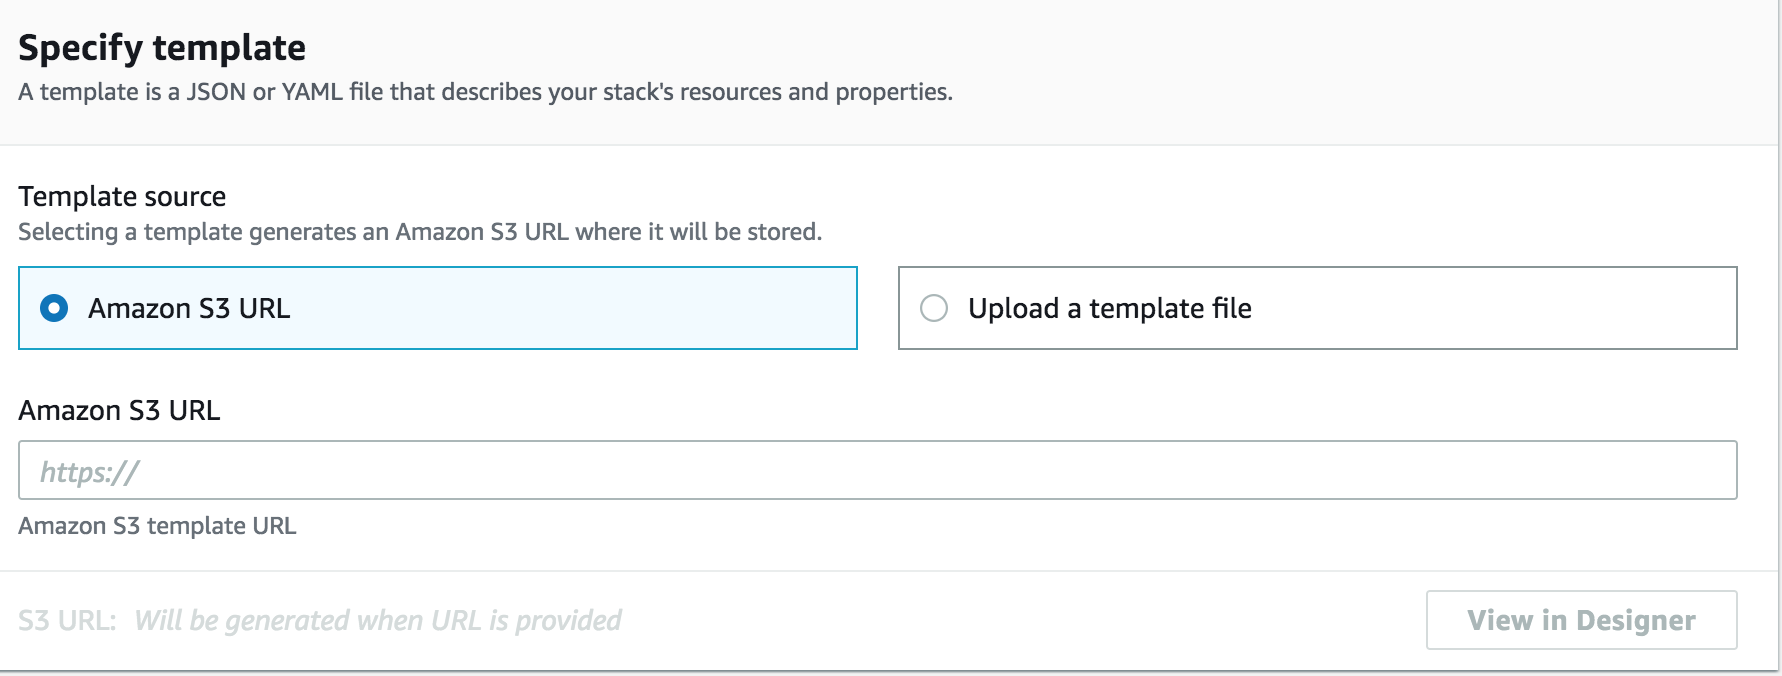 Specify template
A template is a JSON or YAML file that describes your stack's resources and properties.
Template source
Selecting a template generates an Amazon S3 URL where it will be stored.
Amazon S3 URL
Upload a template file
Amazon S3 URL
https://
Amazon S3 template URL
S3 URL: Will be generated when URL is provided
View in Designer